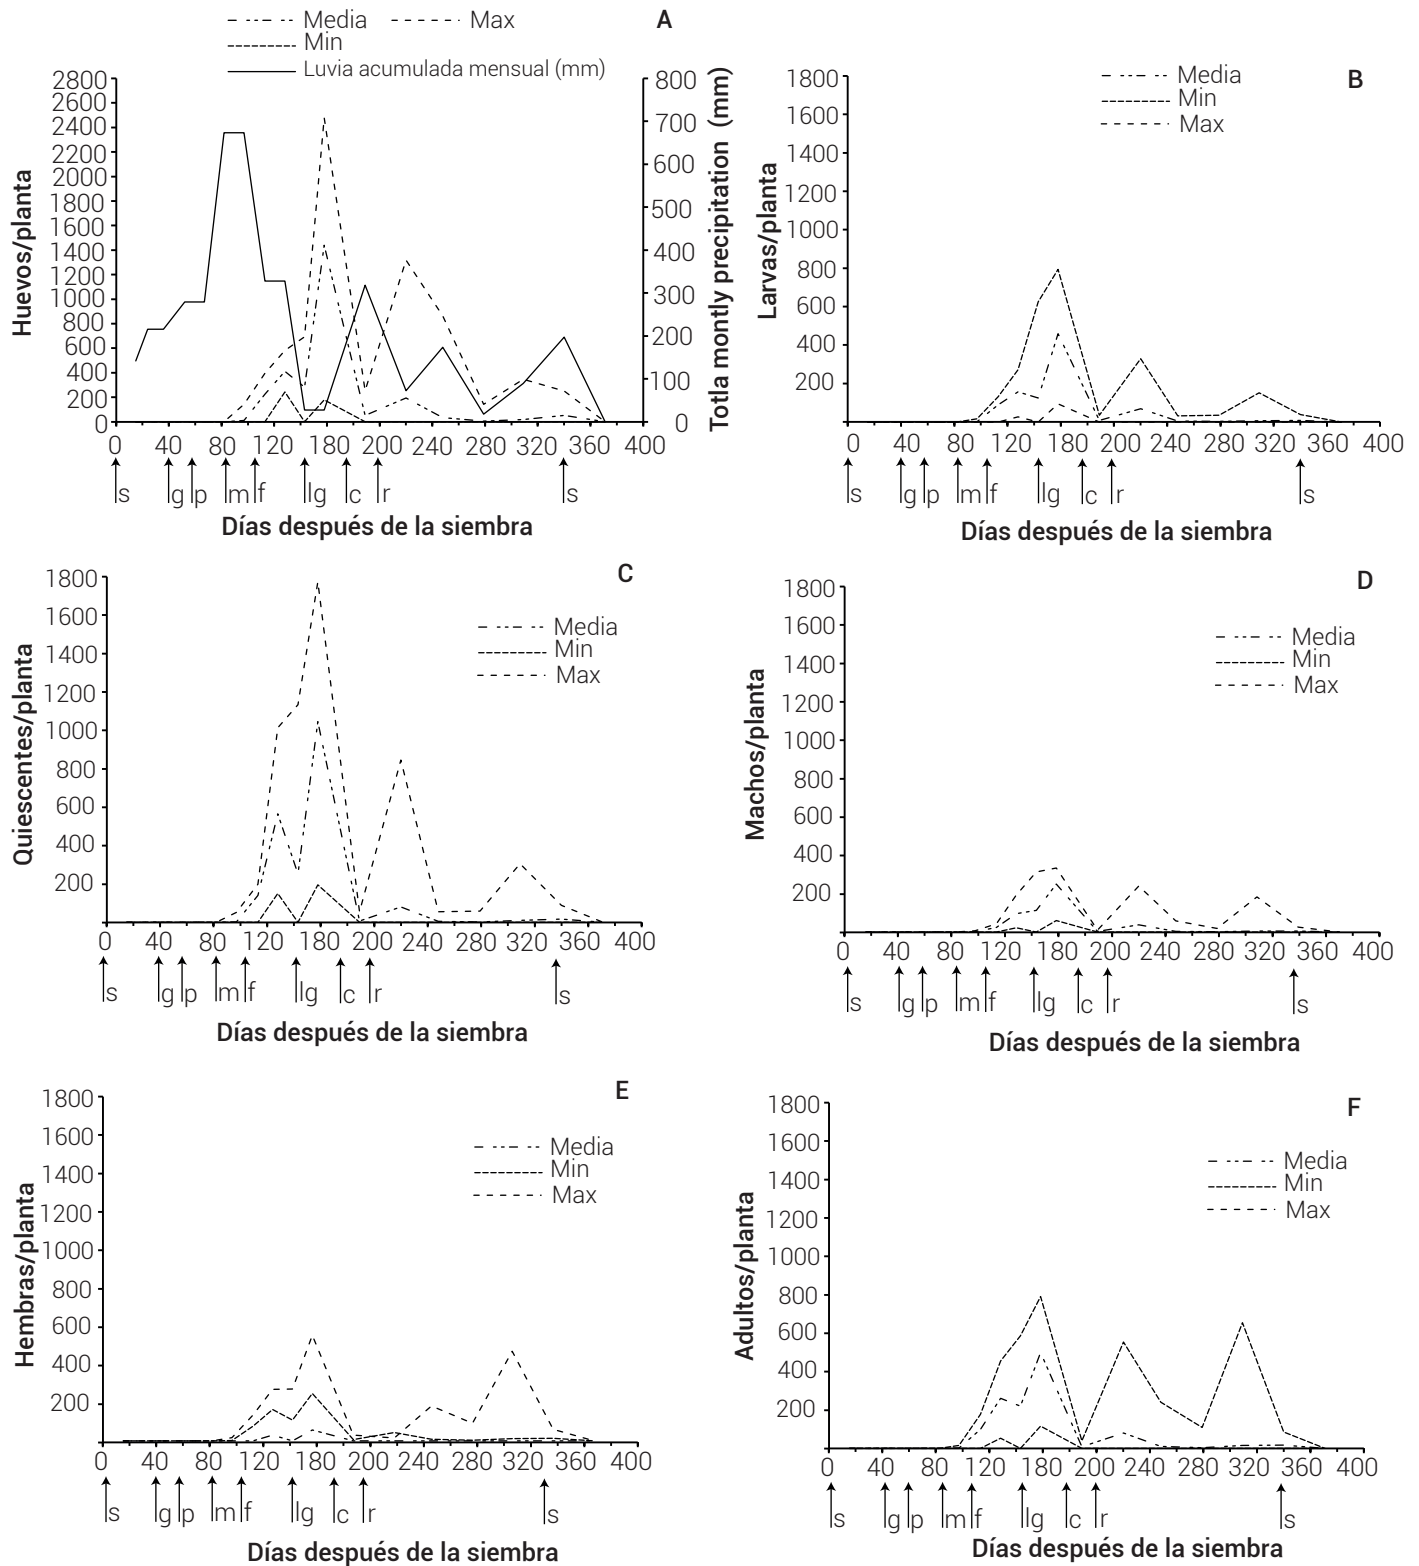 Media
Max
Min
Luvia acumulada mensual (mm)
A
2800
2600
2400
2200
2000
1800
1600
1400
1200
1000
800
600
400
200
0
Huevos/planta
800
700
600
500
400
300
200
100
0
Totla montly precipitation (mm)
0 40 80 120 180 200 240 280 320 360 400
s g p m f lg c r s
Días después de la siembra
B
Media
Min
Max
1800
1600
1400
1200
1000
800
600
400
200
Larvas/planta
0 40 80 120 180 200 240 280 320 360 400
s g p m f lg c r s
Días después de la siembra
C
Media
Min
Max
1800
1600
1400
1200
1000
800
600
400
200
Quiescentes/planta
0 40 80 120 180 200 240 280 320 360 400
s g p m f lg c r s
Días después de la siembra
D
Media
Min
Max
1800
1600
1400
1200
1000
800
600
400
200
Machos/planta
0 40 80 120 180 200 240 280 320 360 400
s g p m f lg c r s
Días después de la siembra
E
Media
Min
Max
1800
1600
1400
1200
1000
800
600
400
200
Hembras/planta
0 40 80 120 180 200 240 280 320 360 400
s g p m f lg c r s
Días después de la siembra
F
Media
Min
Max
1800
1600
1400
1200
1000
800
600
400
200
Adultos/planta
0 40 80 120 180 200 240 280 320 360 400
s g p m f lg c r s
Días después de la siembra